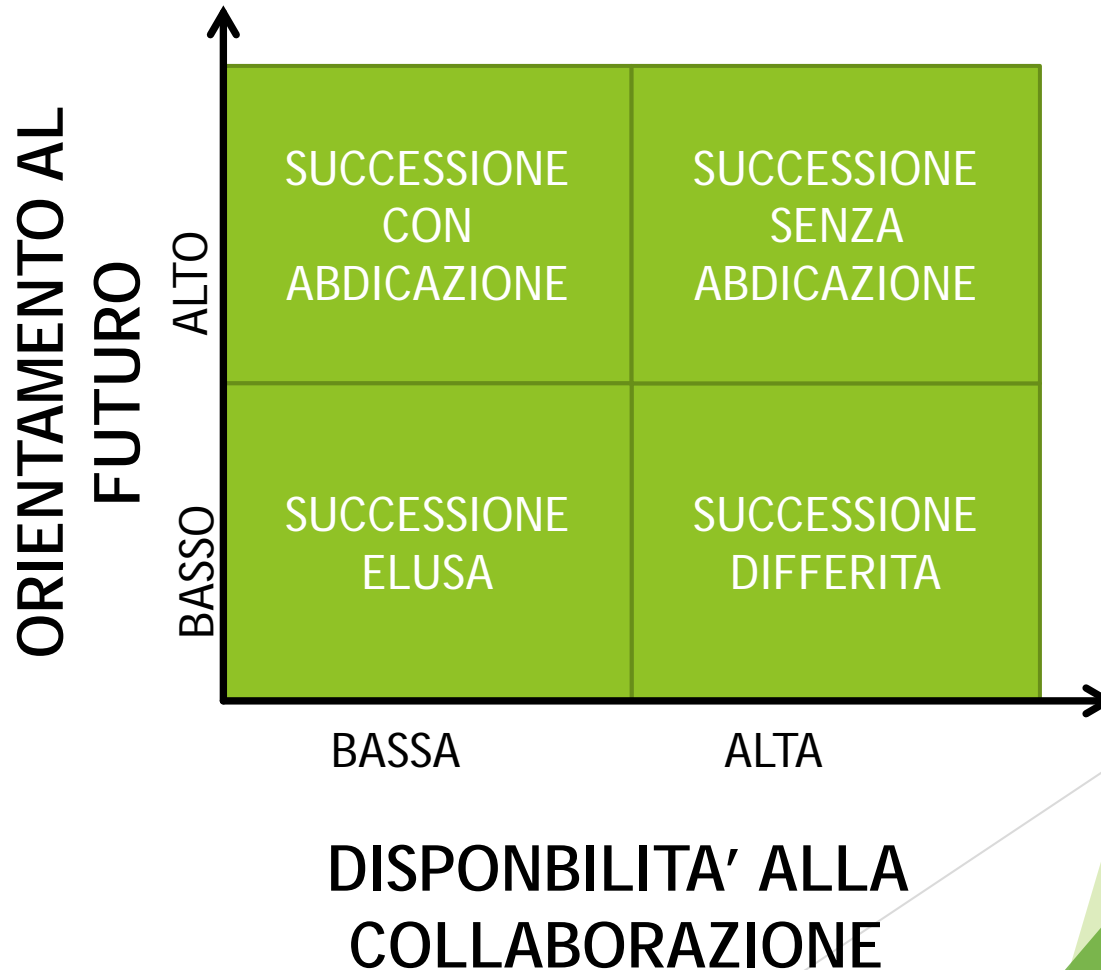 ORIENTAMENTO AL
FUTURO
ALTO
BASSO
SUCCESSIONE
CON
ABDICAZIONE
SUCCESSIONE
SENZA
ABDICAZIONE
SUCCESSIONE
ELUSA
SUCCESSIONE
DIFFERITA
BASSA
ALTA
DISPONBILITA’ ALLA
COLLABORAZIONE